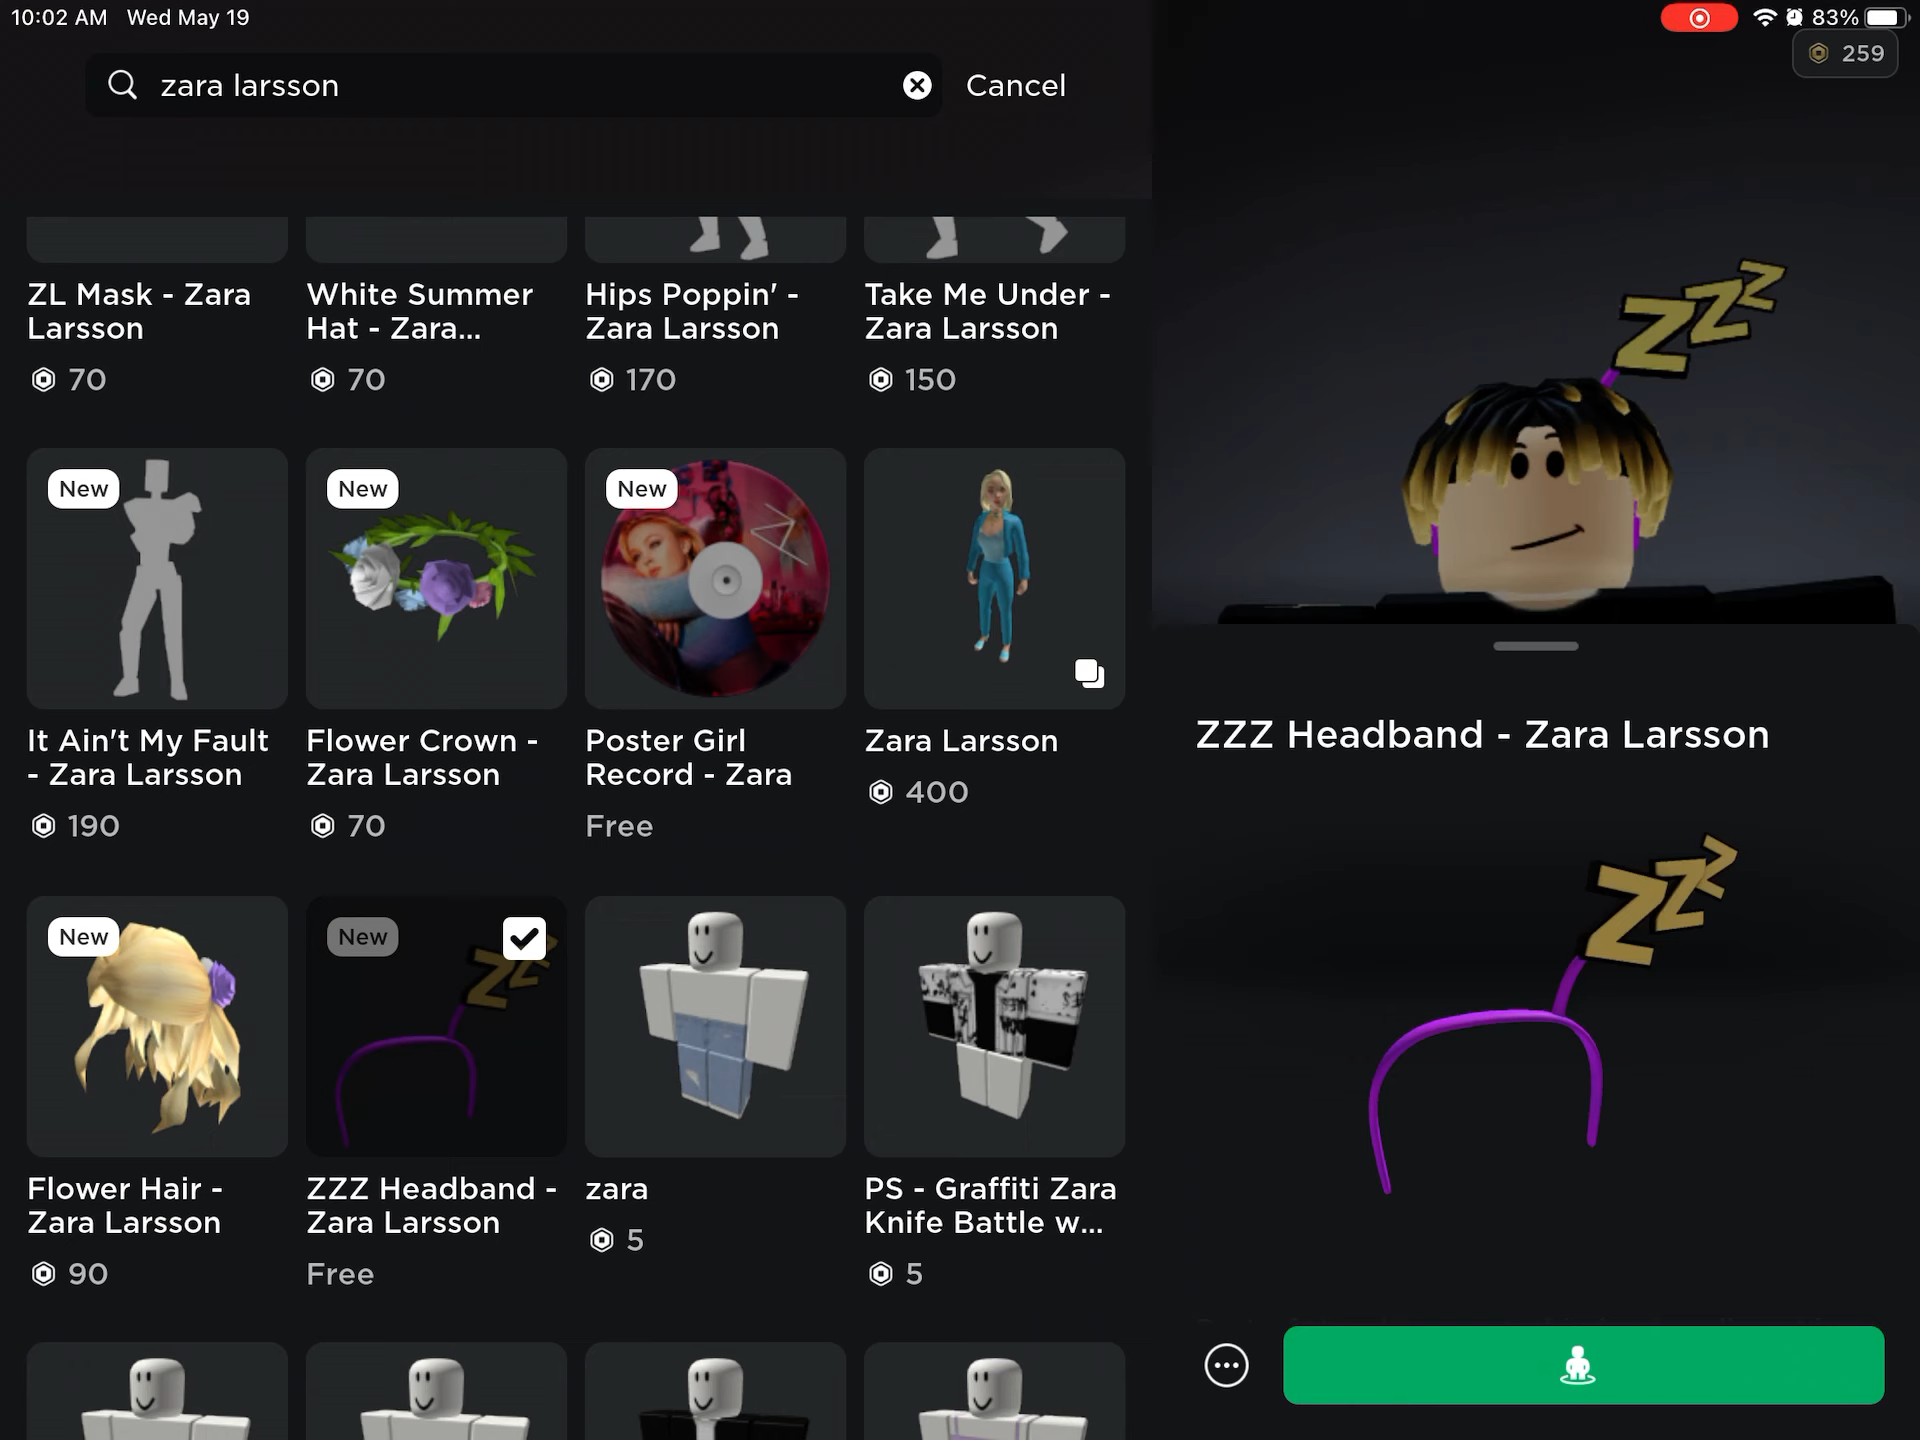 10:02 AM Wed May 19
83%
259
zara larsson
Cancel
ZL Mask - Zara
Larsson
70
White Summer
Hat - Zara...
70
Hips Poppin' -
Zara Larsson
170
Take Me Under -
Zara Larsson
150
New
It Ain't My Fault
- Zara Larsson
190
New
Flower Crown -
Zara Larsson
70
New
Poster Girl
Record - Zara
Free
Zara Larsson
400
New
Flower Hair -
Zara Larsson
90
New
ZZZ
ZZZ Headband -
Zara Larsson
Free
zara
5
PS - Graffiti Zara
Knife Battle w...
5
ZZZ
ZZZ Headband - Zara Larsson
ZZZ